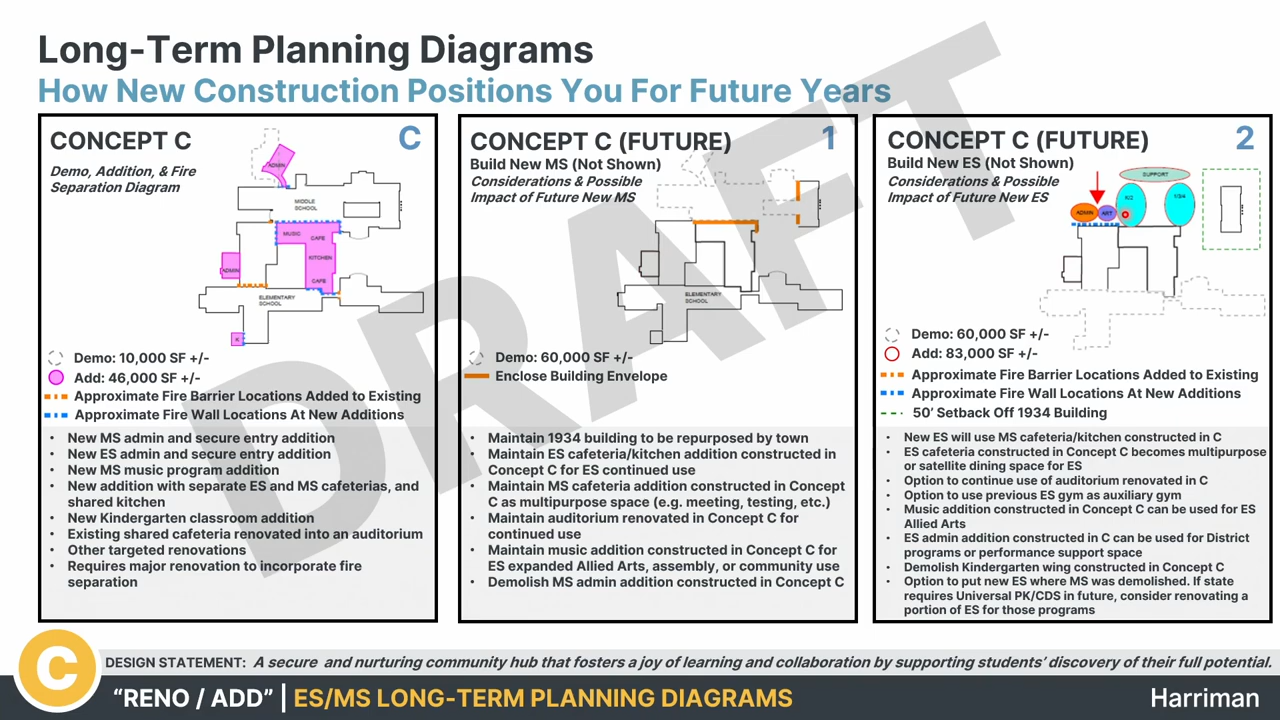 Long-Term Planning Diagrams
How New Construction Positions You For Future Years
DRAFT
CONCEPT C
C
Demo, Addition, & Fire
Separation Diagram
ADMIN
MIDDLE
SCHOOL
MUSIC
CAFE
KITCHEN
ADMIN
CAFE
ELEMENTARY
SCHOOL
K
Demo: 10,000 SF +/-
Add: 46,000 SF +/-
Approximate Fire Barrier Locations Added to Existing
Approximate Fire Wall Locations At New Additions
• New MS admin and secure entry addition
• New ES admin and secure entry addition
• New MS music program addition
• New addition with separate ES and MS cafeterias, and
shared kitchen
• New Kindergarten classroom addition
• Existing shared cafeteria renovated into an auditorium
• Other targeted renovations
• Requires major renovation to incorporate fire
separation
CONCEPT C (FUTURE)
1
Build New MS (Not Shown)
Considerations & Possible
Impact of Future New MS
ELEMENTARY
SCHOOL
Demo: 60,000 SF +/-
Enclose Building Envelope
• Maintain 1934 building to be repurposed by town
• Maintain ES cafeteria/kitchen addition constructed in
Concept C for ES continued use
• Maintain MS cafeteria addition constructed in Concept
C as multipurpose space (e.g. meeting, testing, etc.)
• Maintain auditorium renovated in Concept C for
continued use
• Maintain music addition constructed in Concept C for
ES expanded Allied Arts, assembly, or community use
• Demolish MS admin addition constructed in Concept C
CONCEPT C (FUTURE)
2
Build New ES (Not Shown)
Considerations & Possible
Impact of Future New ES
SUPPORT
ADMIN
ART
Demo: 60,000 SF +/-
Add: 83,000 SF +/-
Approximate Fire Barrier Locations Added to Existing
Approximate Fire Wall Locations At New Additions
50' Setback Off 1934 Building
• New ES will use MS cafeteria/kitchen constructed in C
• ES cafeteria constructed in Concept C becomes multipurpose
or satellite dining space for ES
• Option to continue use of auditorium renovated in C
• Option to use previous ES gym as auxiliary gym
• Music addition constructed in Concept C can be used for ES
Allied Arts
• ES admin addition constructed in C can be used for District
programs or performance support space
• Demolish Kindergarten wing constructed in Concept C
• Option to put new ES where MS was demolished. If state
requires Universal PK/CDS in future, consider renovating a
portion of ES for those programs
C
DESIGN STATEMENT: A secure and nurturing community hub that fosters a joy of learning and collaboration by supporting students' discovery of their full potential.
"RENO / ADD" | ES/MS LONG-TERM PLANNING DIAGRAMS
Harriman